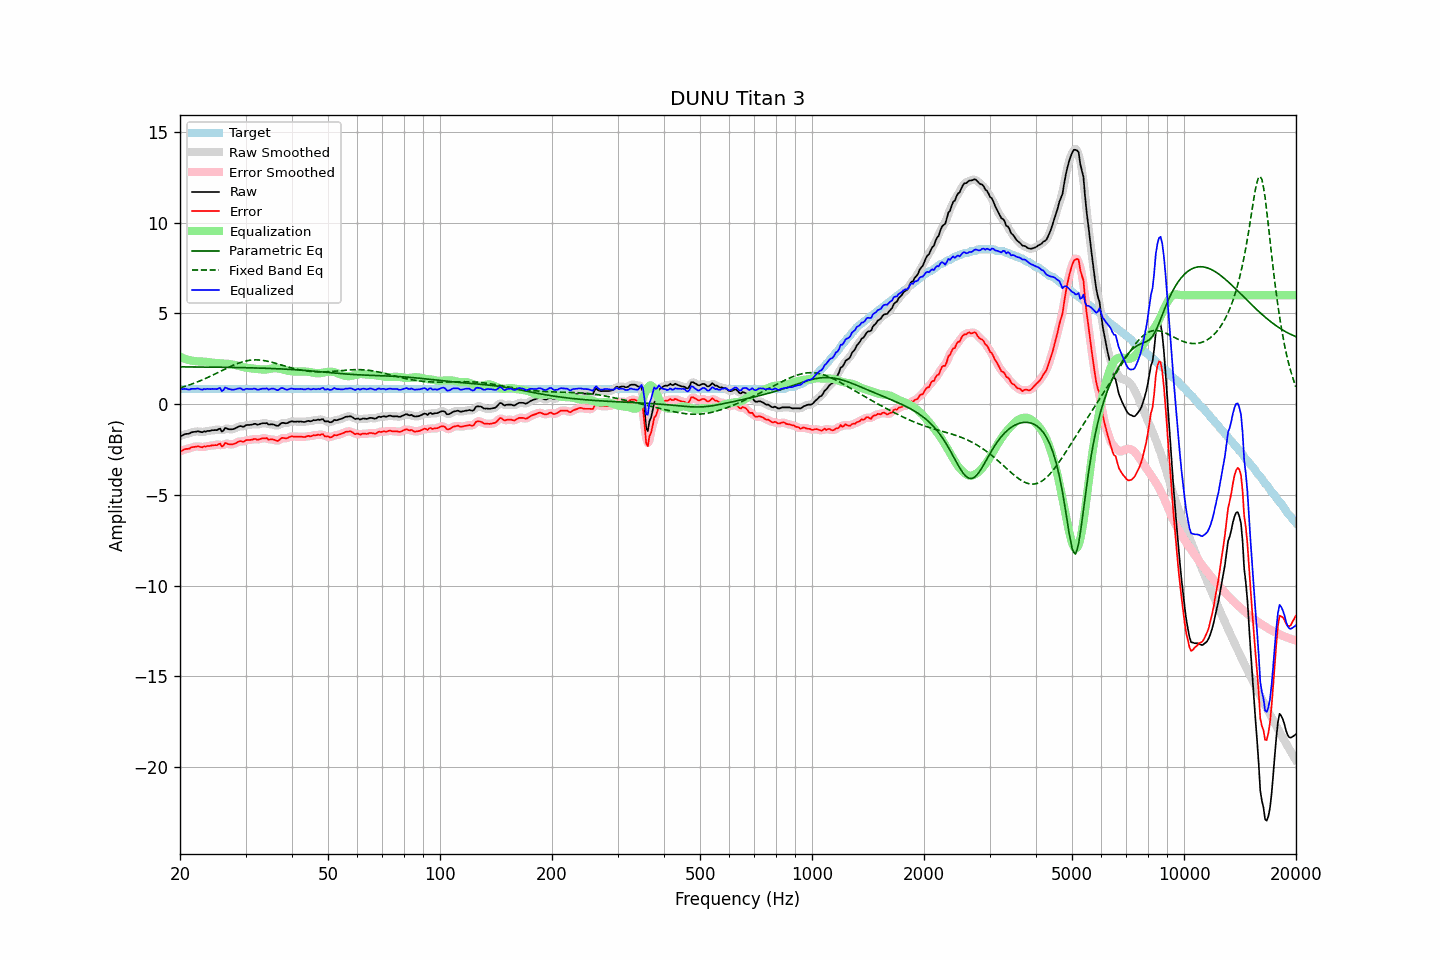 DUNU Titan 3
Target
Raw Smoothed
Error Smoothed
Raw
Error
Equalization
Parametric Eq
Fixed Band Eq
Equalized
15
10
5
0
−5
−10
−15
−20
Amplitude (dBr)
20 50 100 200 500 1000 2000 5000 10000 20000
Frequency (Hz)